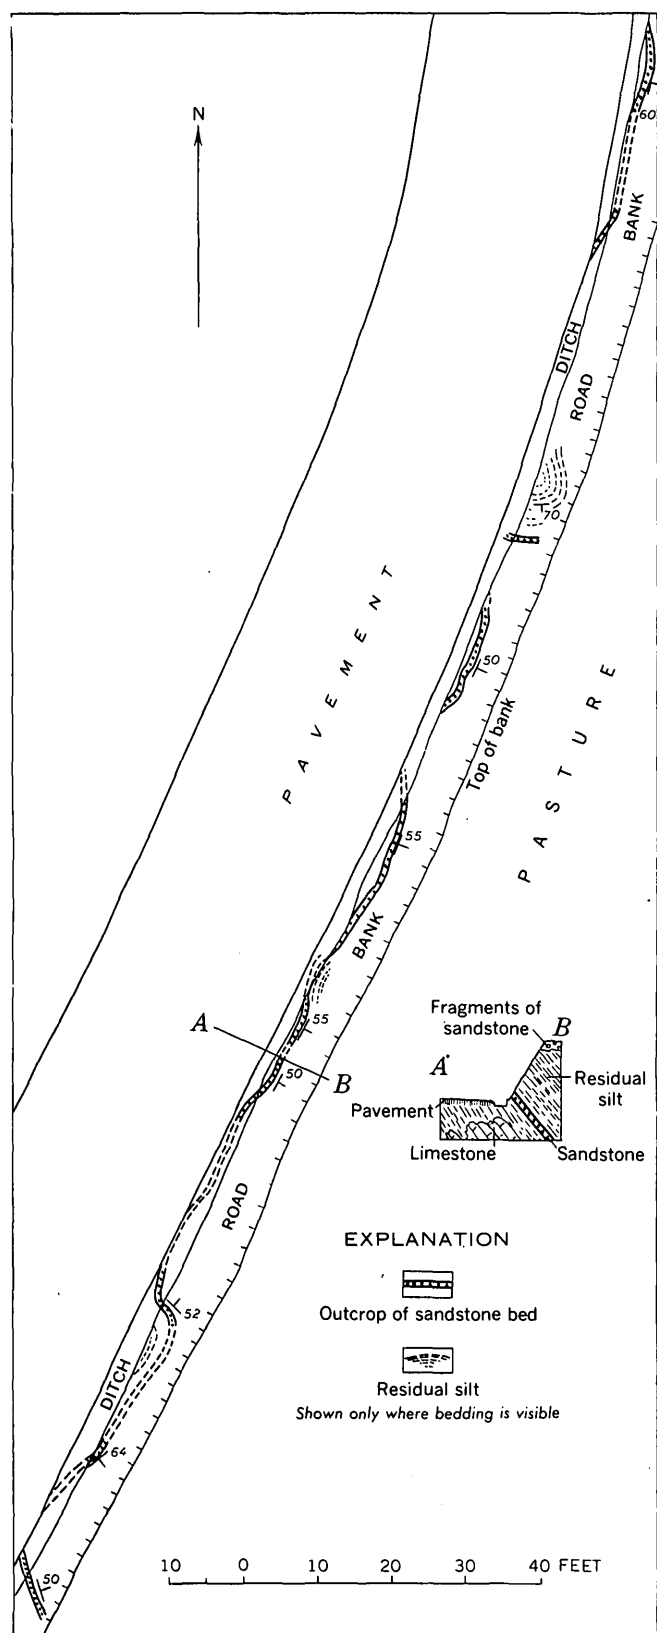 N
60
BANK
DITCH
ROAD
70
PAVEMENT
50
Top of bank
PASTURE
55
BANK
A
55
B
50
Fragments of
sandstone
B
A
Residual
silt
Pavement
Limestone
Sandstone
ROAD
EXPLANATION
Outcrop of sandstone bed
52
Residual silt
Shown only where bedding is visible
DITCH
64
50
10 0 10 20 30 40 FEET